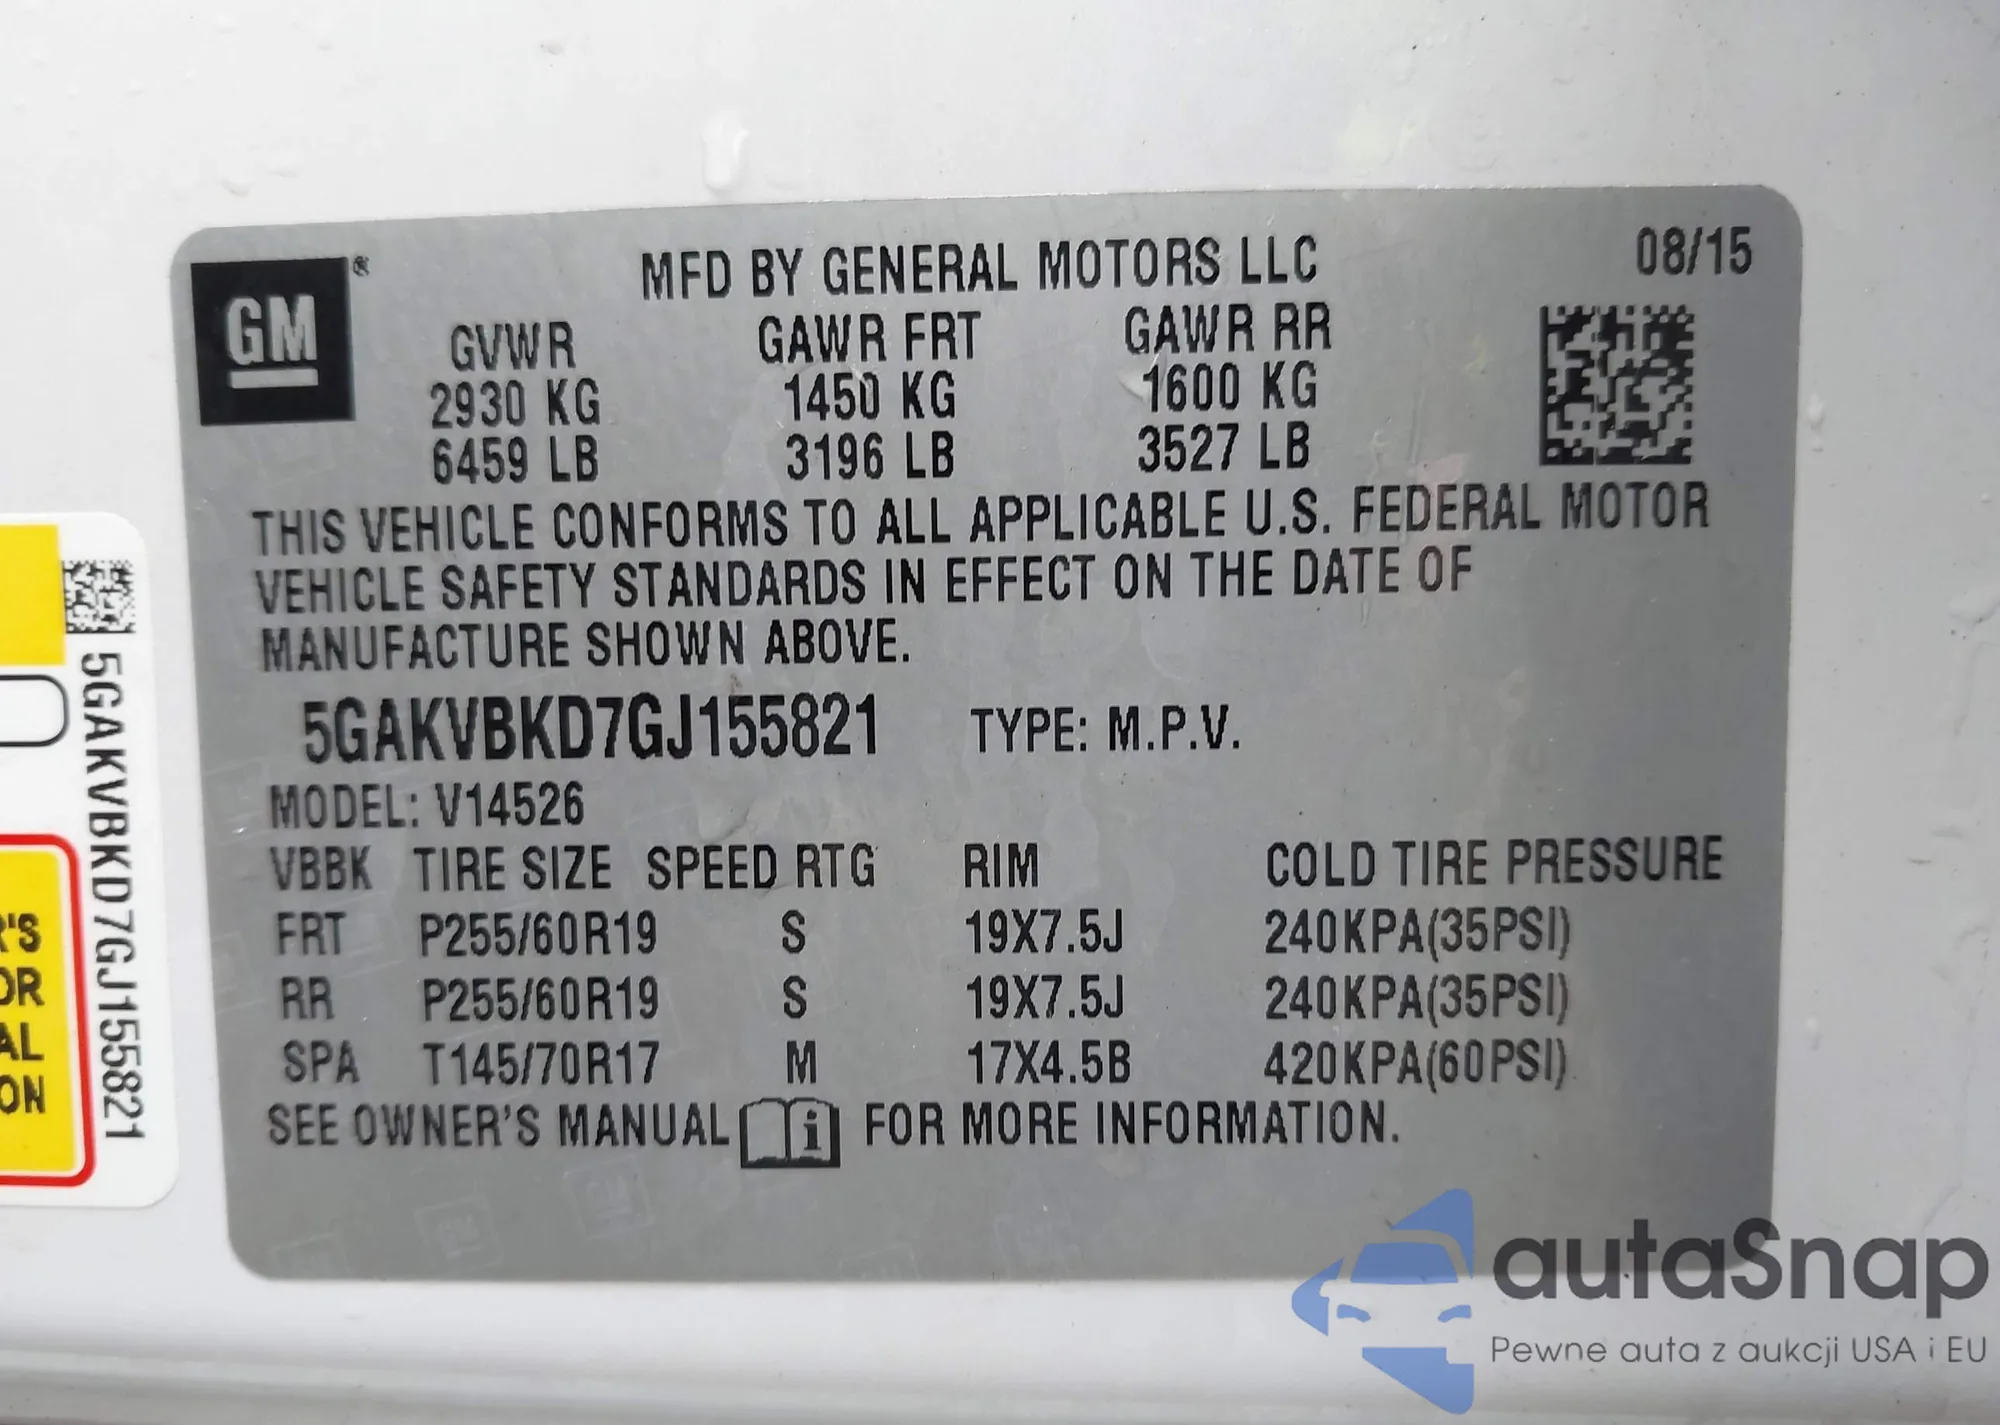 GM ®
MFD BY GENERAL MOTORS LLC 08/15
GVWR GAWR FRT GAWR RR
2930 KG 1450 KG 1600 KG
6459 LB 3196 LB 3527 LB
THIS VEHICLE CONFORMS TO ALL APPLICABLE U.S. FEDERAL MOTOR
VEHICLE SAFETY STANDARDS IN EFFECT ON THE DATE OF
MANUFACTURE SHOWN ABOVE.
5GAKVBKD7GJ155821 TYPE: M.P.V.
MODEL: V14526
VBBK TIRE SIZE SPEED RTG RIM COLD TIRE PRESSURE
FRT P255/60R19 S 19X7.5J 240KPA(35PSI)
RR P255/60R19 S 19X7.5J 240KPA(35PSI)
SPA T145/70R17 M 17X4.5B 420KPA(60PSI)
SEE OWNER'S MANUAL i FOR MORE INFORMATION.
5GAKVBKD7GJ155821
R'S
OR
AL
ON
autaSnap
Pewne auta z aukcji USA i EU